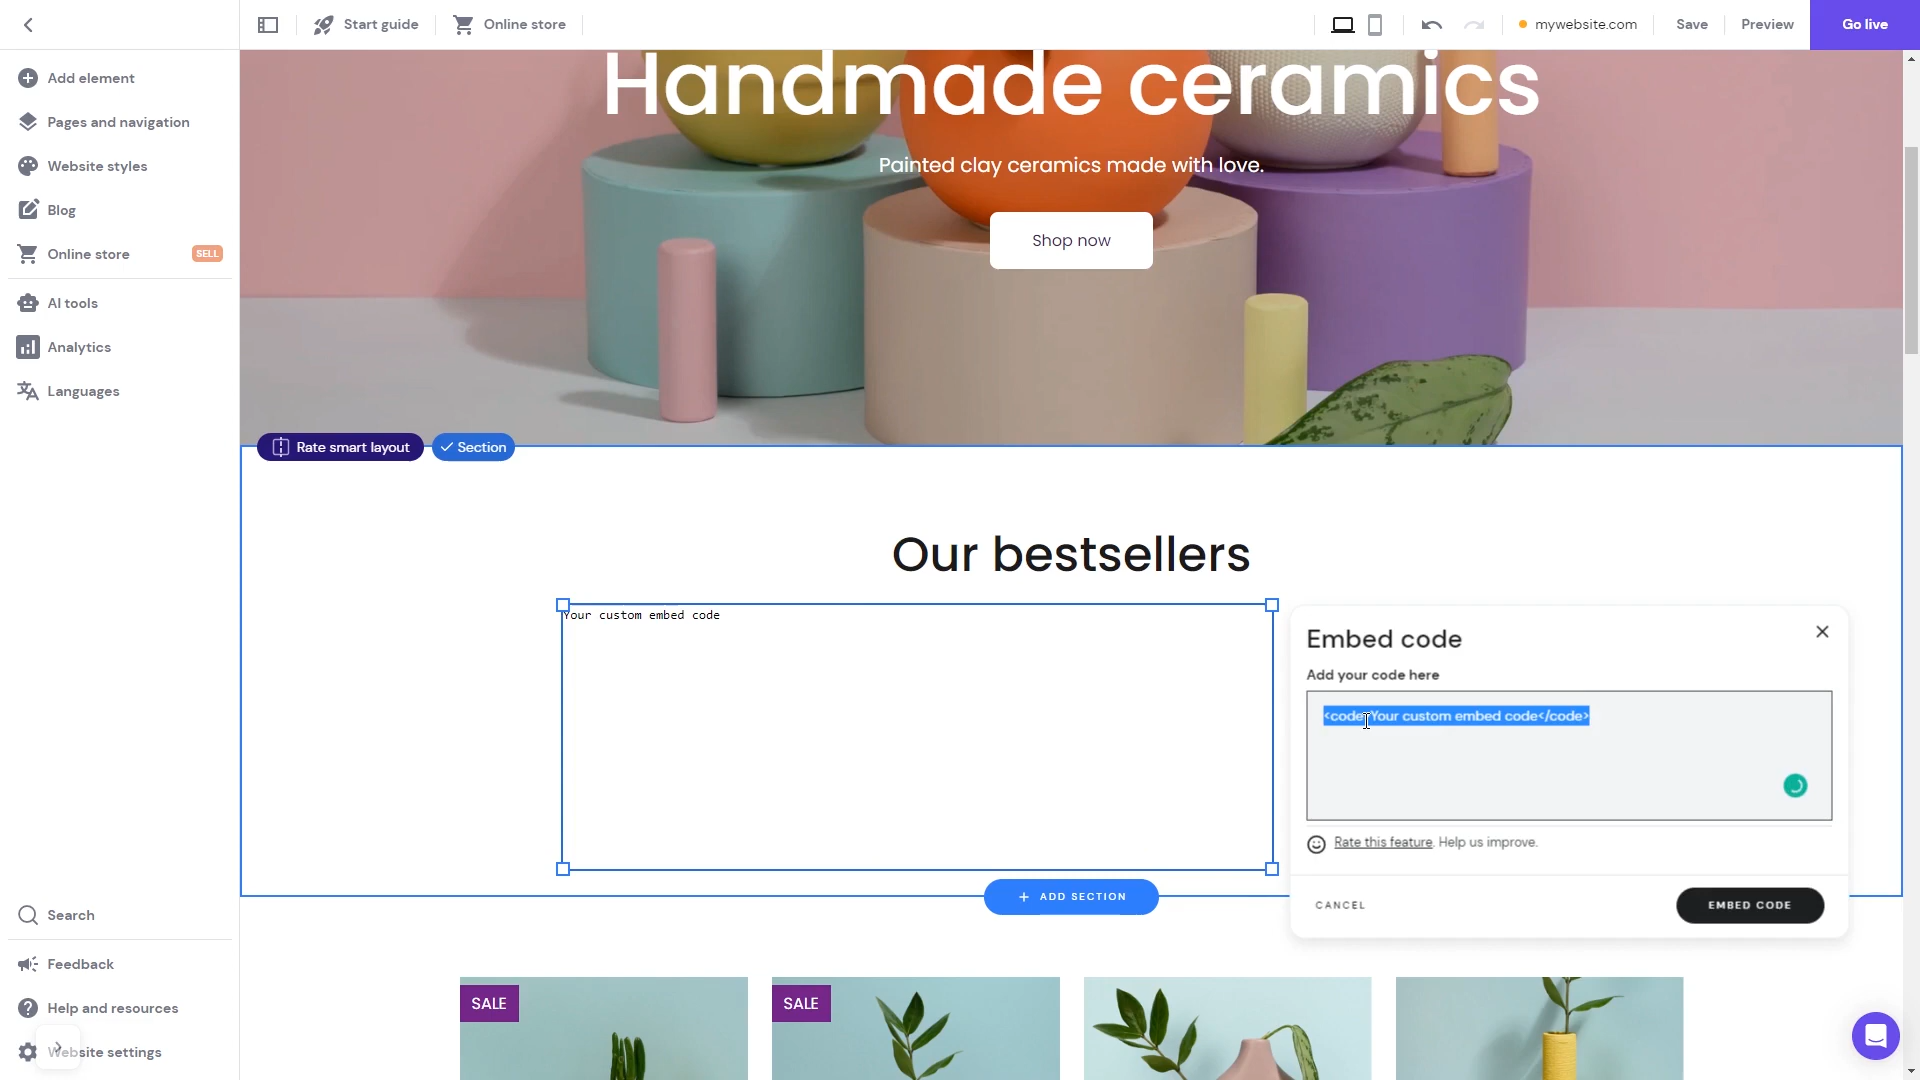 Start guide
Online store
mywebsite.com
Save
Preview
Go live
Add element
Pages and navigation
Website styles
Blog
Online store
SELL
AI tools
Analytics
Languages
Search
Feedback
Help and resources
Website settings
Handmade ceramics
Painted clay ceramics made with love.
Shop now
Rate smart layout
Section
Our bestsellers
Your custom embed code
Embed code
Add your code here
<code>Your custom embed code</code>
Rate this feature. Help us improve.
CANCEL
EMBED CODE
+ ADD SECTION
SALE
SALE